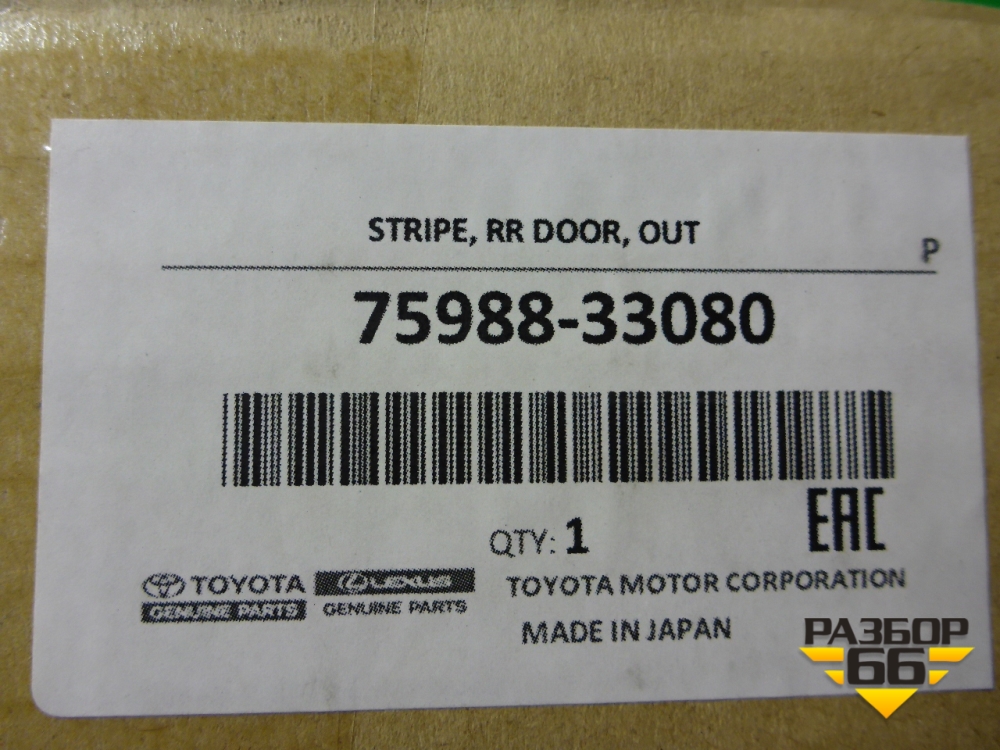 STRIPE, RR DOOR, OUT
P
75988-33080
QTY: 1
EAC
TOYOTA
GENUINE PARTS
LEXUS
GENUINE PARTS
TOYOTA MOTOR CORPORATION
MADE IN JAPAN
РАЗБОР
66